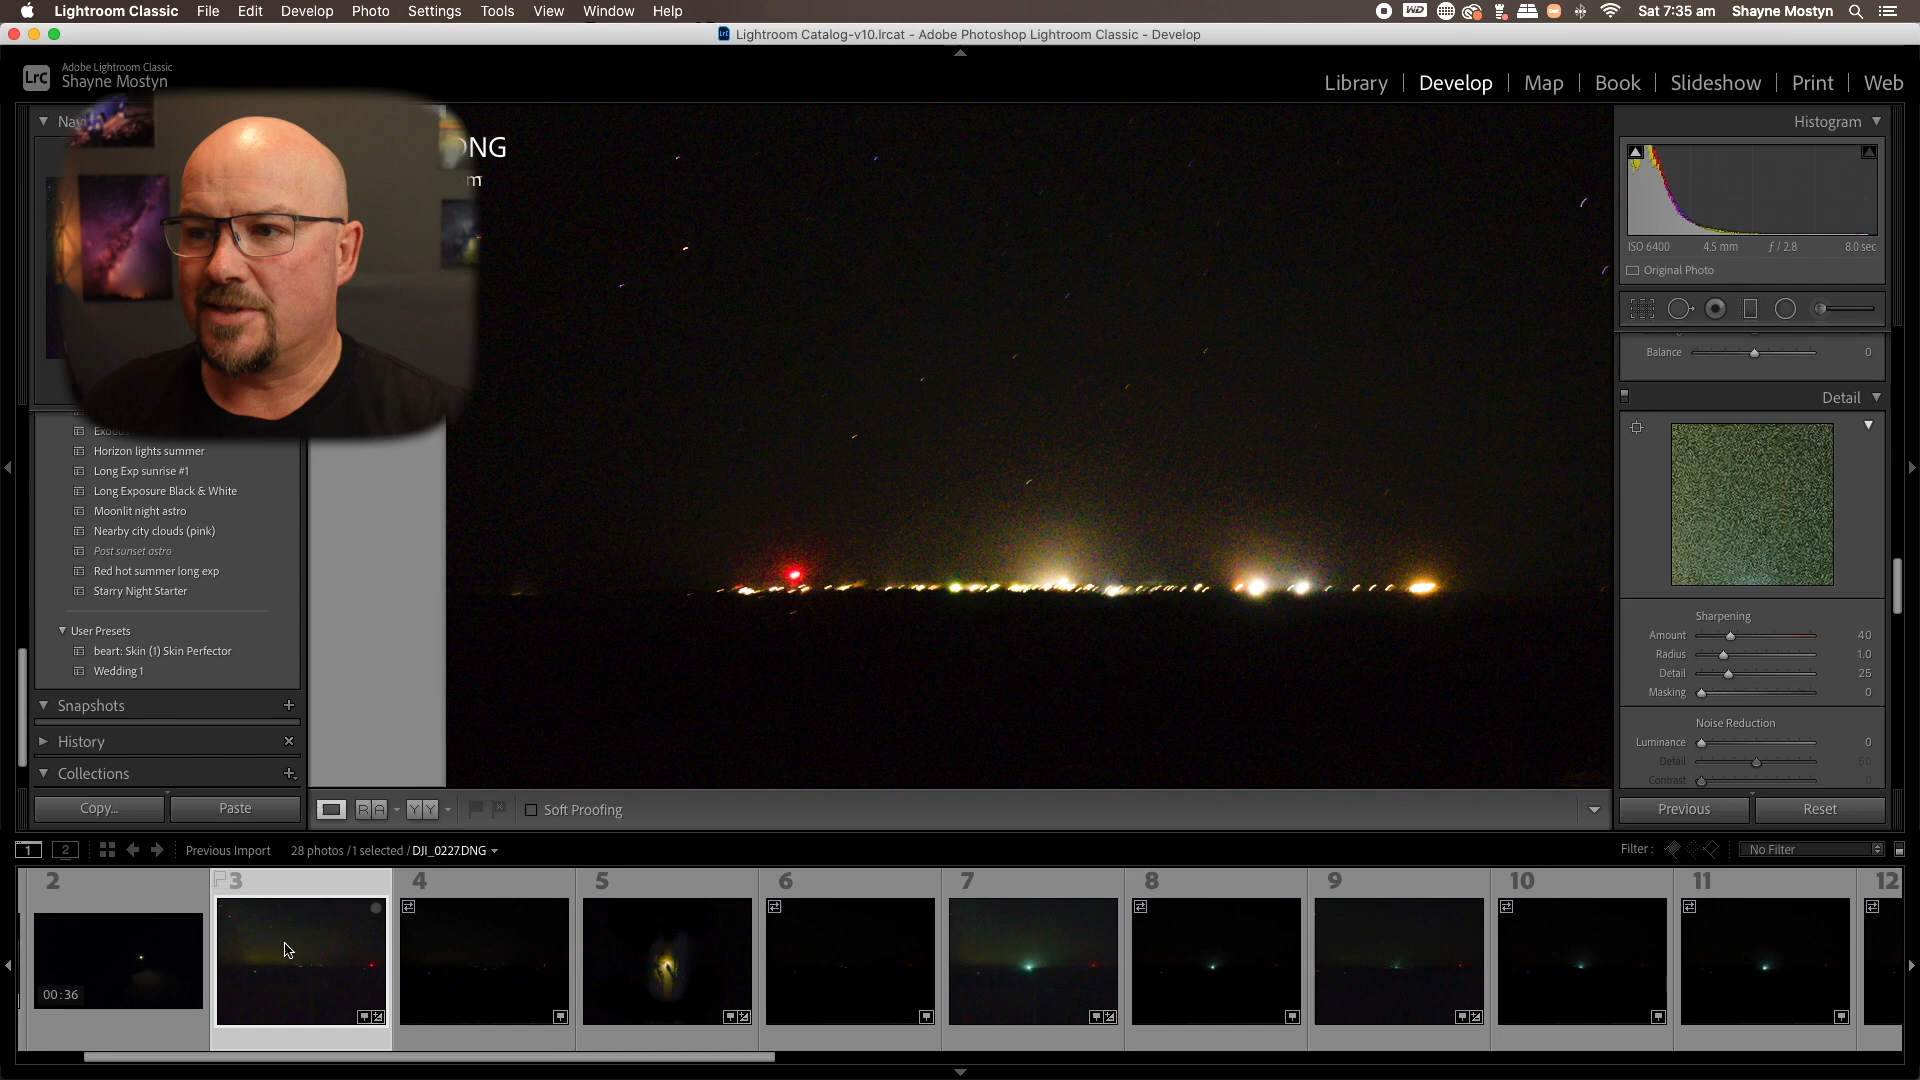 Lightroom Classic File Edit Develop Photo Settings Tools View Window Help Sat 7:35 am Shayne Mostyn
Lightroom Catalog-v10.lrcat - Adobe Photoshop Lightroom Classic - Develop
LrC Adobe Lightroom Classic
Shayne Mostyn
Library Develop Map Book Slideshow Print Web
Nav
DNG
m
Horizon lights summer
Long Exp sunrise #1
Long Exposure Black & White
Moonlit night astro
Nearby city clouds (pink)
Post sunset astro
Red hot summer long exp
Starry Night Starter
User Presets
beart: Skin (1) Skin Perfector
Wedding 1
Snapshots
History
Collections
Copy... Paste
Soft Proofing
Histogram
ISO 6400 4.5 mm ƒ / 2.8 8.0 sec
Original Photo
Balance 0
Detail
Sharpening
Amount 40
Radius 1.0
Detail 25
Masking 0
Noise Reduction
Luminance 0
Detail 50
Contrast 0
Previous Reset
1 2 Previous Import 28 photos / 1 selected / DJI_0227.DNG Filter : No Filter
2 3 4 5 6 7 8 9 10 11 12
00:36